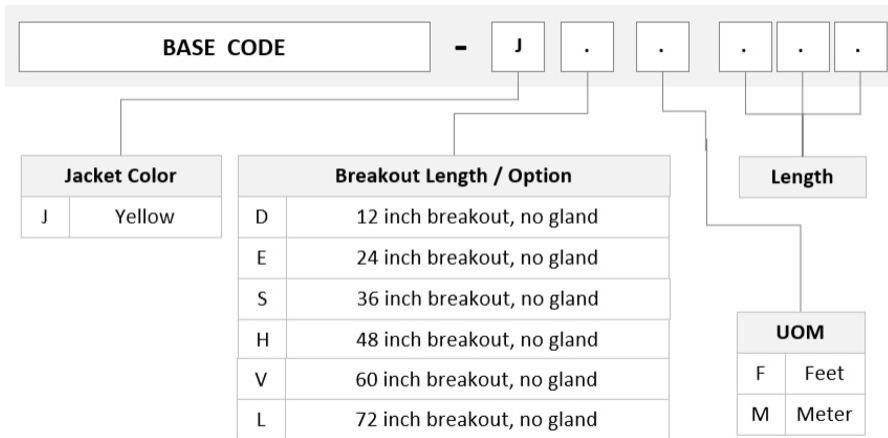 BASE CODE - J . . . . .
Jacket Color
J Yellow
Breakout Length / Option
D 12 inch breakout, no gland
E 24 inch breakout, no gland
S 36 inch breakout, no gland
H 48 inch breakout, no gland
V 60 inch breakout, no gland
L 72 inch breakout, no gland
Length
UOM
F Feet
M Meter